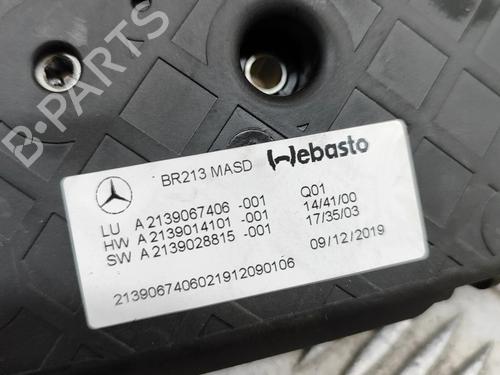 BR213 MASD Webasto
LU A 2139067406 -001 Q01
HW A 2139014101 -001 14/41/00
SW A 2139028815 -001 17/35/03
09/12/2019
2139067406021912090106
B-PARTS